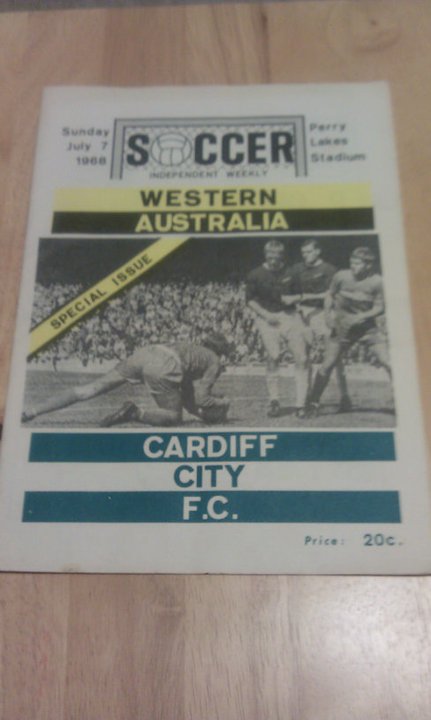 Sunday
July 7
1968
SOCCER
INDEPENDENT WEEKLY
Perry
Lakes
Stadium
WESTERN
AUSTRALIA
SPECIAL ISSUE
CARDIFF
CITY
F.C.
Price: 20c.